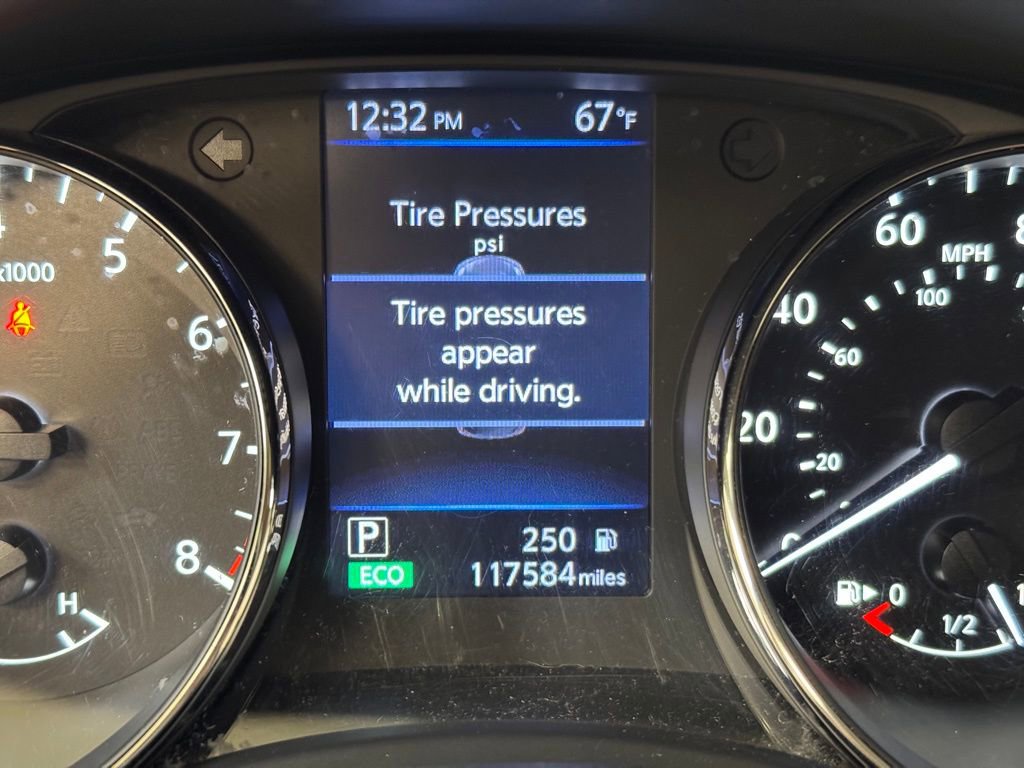 12:32 PM 67°F
Tire Pressures
psi
Tire pressures
appear
while driving.
P
250
ECO
117584 miles
x1000
5
6
7
8
H
60
MPH
100
40
60
20
20
0
0
1/2